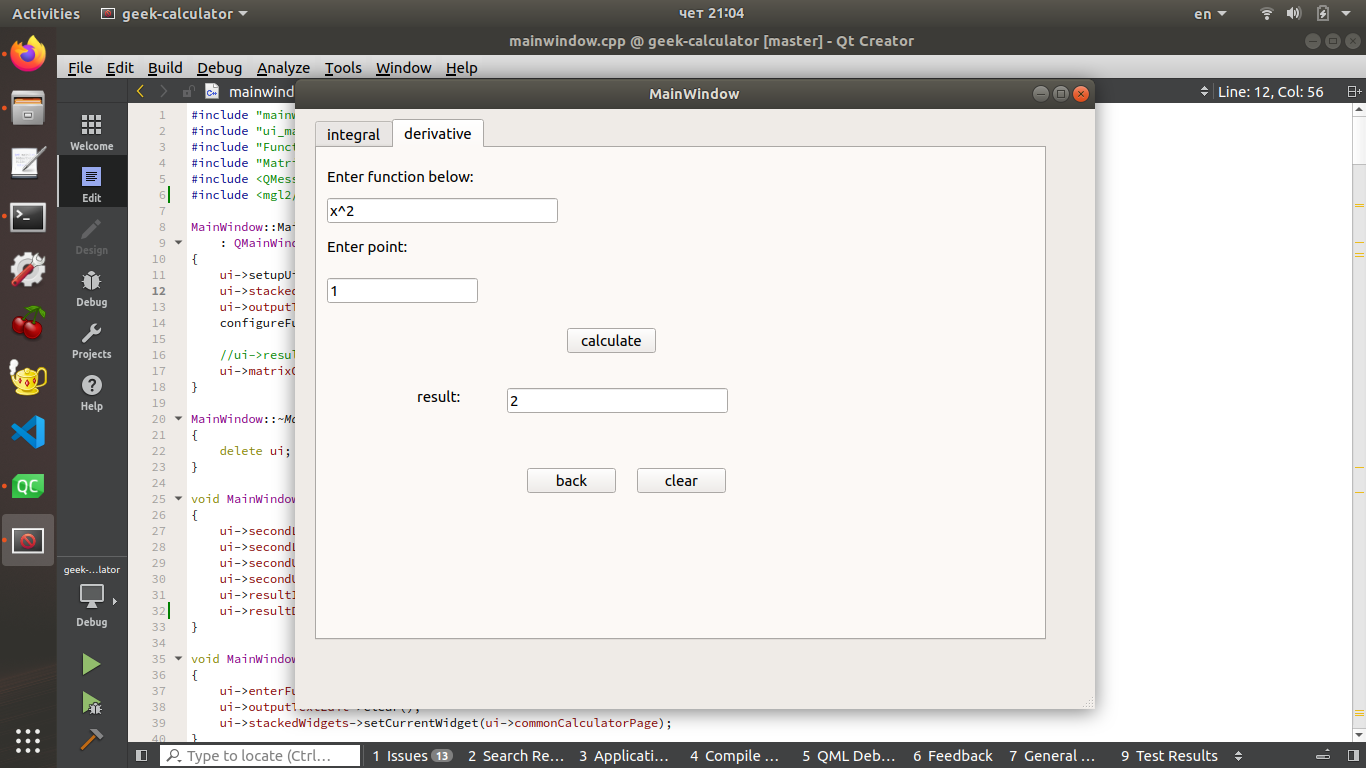 Activities geek-calculator чет 21:04 en
mainwindow.cpp @ geek-calculator [master] - Qt Creator
File Edit Build Debug Analyze Tools Window Help
mainwind Line: 12, Col: 56
MainWindow
integral derivative
Enter function below:
x^2
Enter point:
1
calculate
result: 2
back clear
Welcome
Edit
Design
Debug
Projects
Help
geek-...lator
Debug
1 #include "mainw
2 #include "ui_ma
3 #include "Funct
4 #include "Matri
5 #include <QMess
6 #include <mgl2/
7
8 MainWindow::Mai
9 : QMainWind
10 {
11 ui->setupUi
12 ui->stacked
13 ui->outputT
14 configureFu
15
16 //ui->resul
17 ui->matrixC
18 }
19
20 MainWindow::~Ma
21 {
22 delete ui;
23 }
24
25 void MainWindow
26 {
27 ui->secondL
28 ui->secondL
29 ui->secondU
30 ui->secondU
31 ui->resultI
32 ui->resultD
33 }
34
35 void MainWindow
36 {
37 ui->enterFu
38 ui->outputTextEdit->clear();
39 ui->stackedWidgets->setCurrentWidget(ui->commonCalculatorPage);
40 }
Type to locate (Ctrl... 1 Issues 13 2 Search Re... 3 Applicati... 4 Compile ... 5 QML Deb... 6 Feedback 7 General ... 9 Test Results
QC